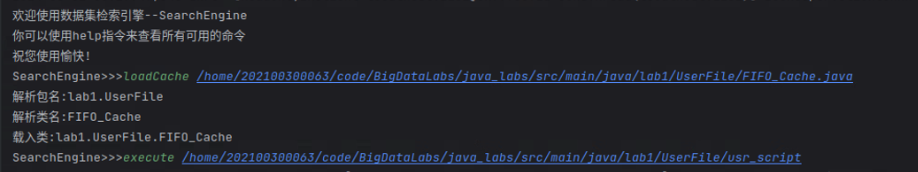 欢迎使用数据集检索引擎--SearchEngine
你可以使用help指令来查看所有可用的命令
祝您使用愉快!
SearchEngine>>>loadCache /home/202100300063/code/BigDataLabs/java_labs/src/main/java/lab1/UserFile/FIFO_Cache.java
解析包名:lab1.UserFile
解析类名:FIFO_Cache
载入类:lab1.UserFile.FIFO_Cache
SearchEngine>>>execute /home/202100300063/code/BigDataLabs/java_labs/src/main/java/lab1/UserFile/usr_script